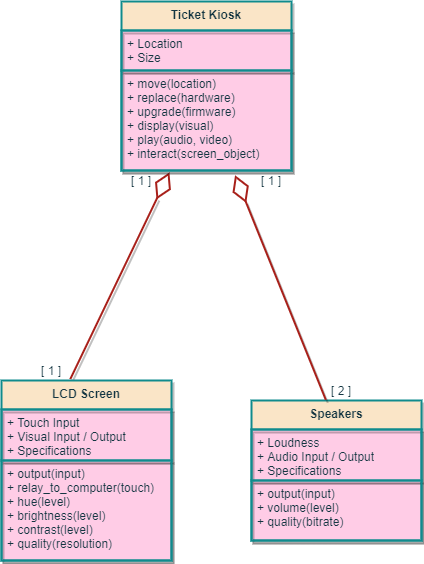 Ticket Kiosk
+ Location
+ Size
+ move(location)
+ replace(hardware)
+ upgrade(firmware)
+ display(visual)
+ play(audio, video)
+ interact(screen_object)
[ 1 ]
[ 1 ]
[ 1 ]
LCD Screen
+ Touch Input
+ Visual Input / Output
+ Specifications
+ output(input)
+ relay_to_computer(touch)
+ hue(level)
+ brightness(level)
+ contrast(level)
+ quality(resolution)
[ 2 ]
Speakers
+ Loudness
+ Audio Input / Output
+ Specifications
+ output(input)
+ volume(level)
+ quality(bitrate)